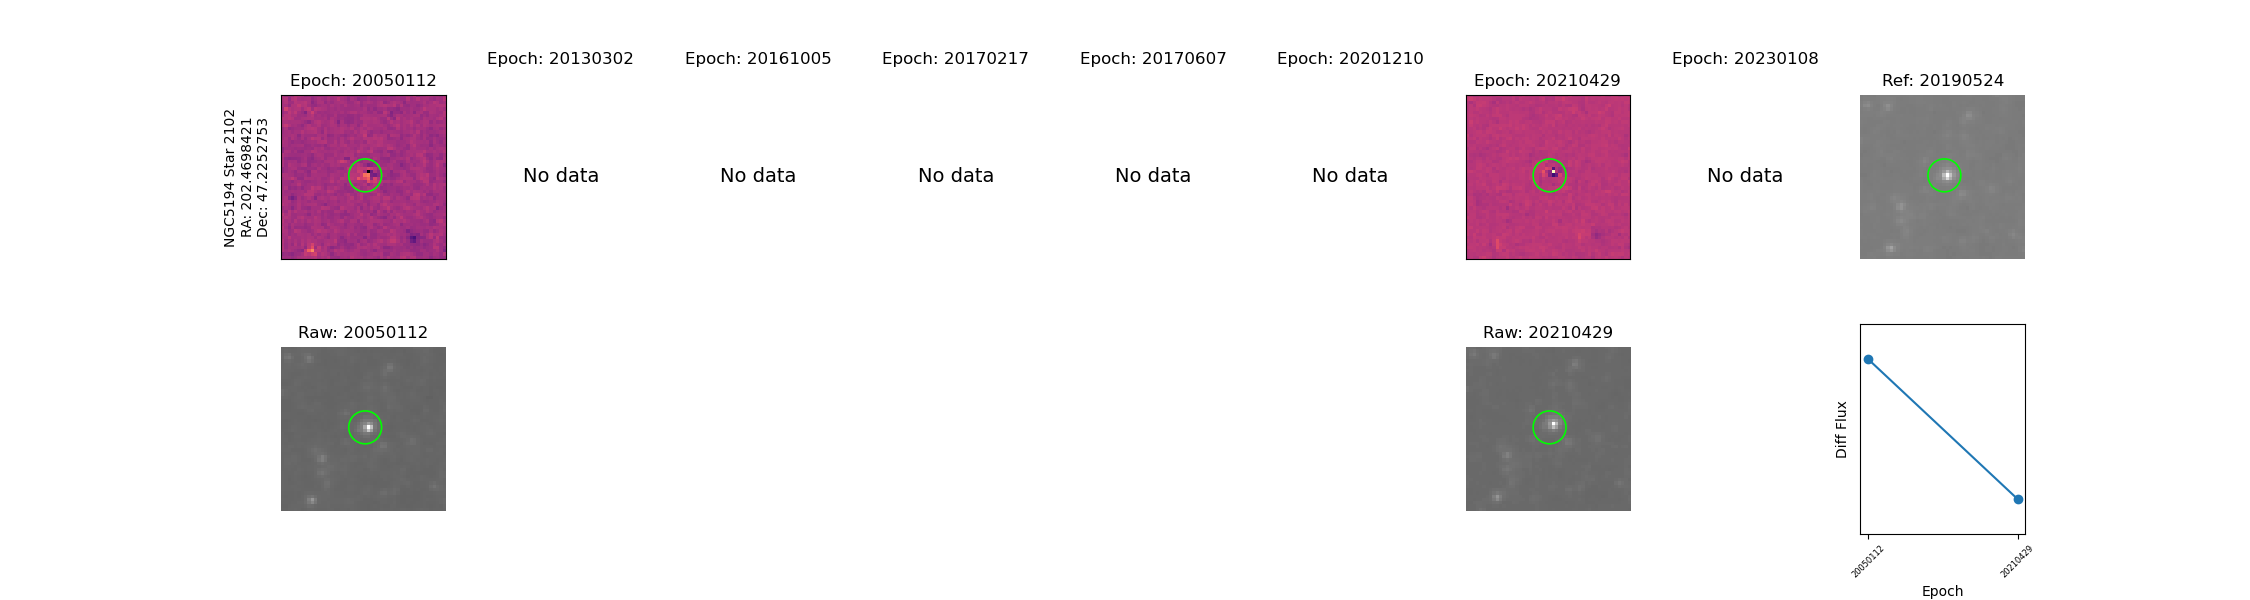 Epoch: 20050112
Epoch: 20130302
Epoch: 20161005
Epoch: 20170217
Epoch: 20170607
Epoch: 20201210
Epoch: 20210429
Epoch: 20230108
Ref: 20190524
NGC5194 Star 2102
RA: 202.4698421
Dec: 47.2252753
No data
No data
No data
No data
No data
No data
Raw: 20050112
Raw: 20210429
Diff Flux
20050112
20210429
Epoch